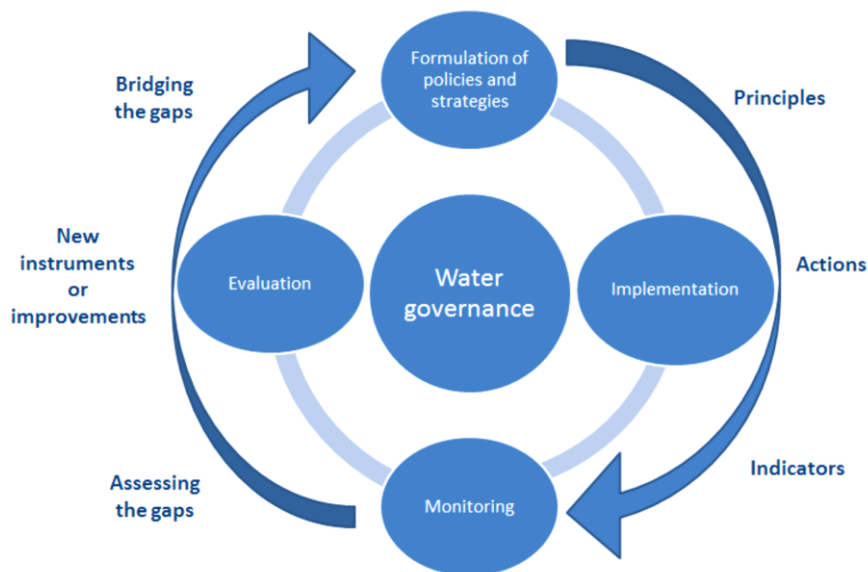 Formulation of
policies and
strategies
Bridging
the gaps
Principles
New
instruments
or
improvements
Evaluation
Water
governance
Implementation
Actions
Assessing
the gaps
Monitoring
Indicators